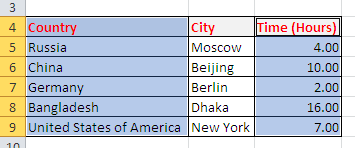 3
4 Country City Time (Hours)
5 Russia Moscow 4.00
6 China Beijing 10.00
7 Germany Berlin 2.00
8 Bangladesh Dhaka 16.00
9 United States of America New York 7.00
10